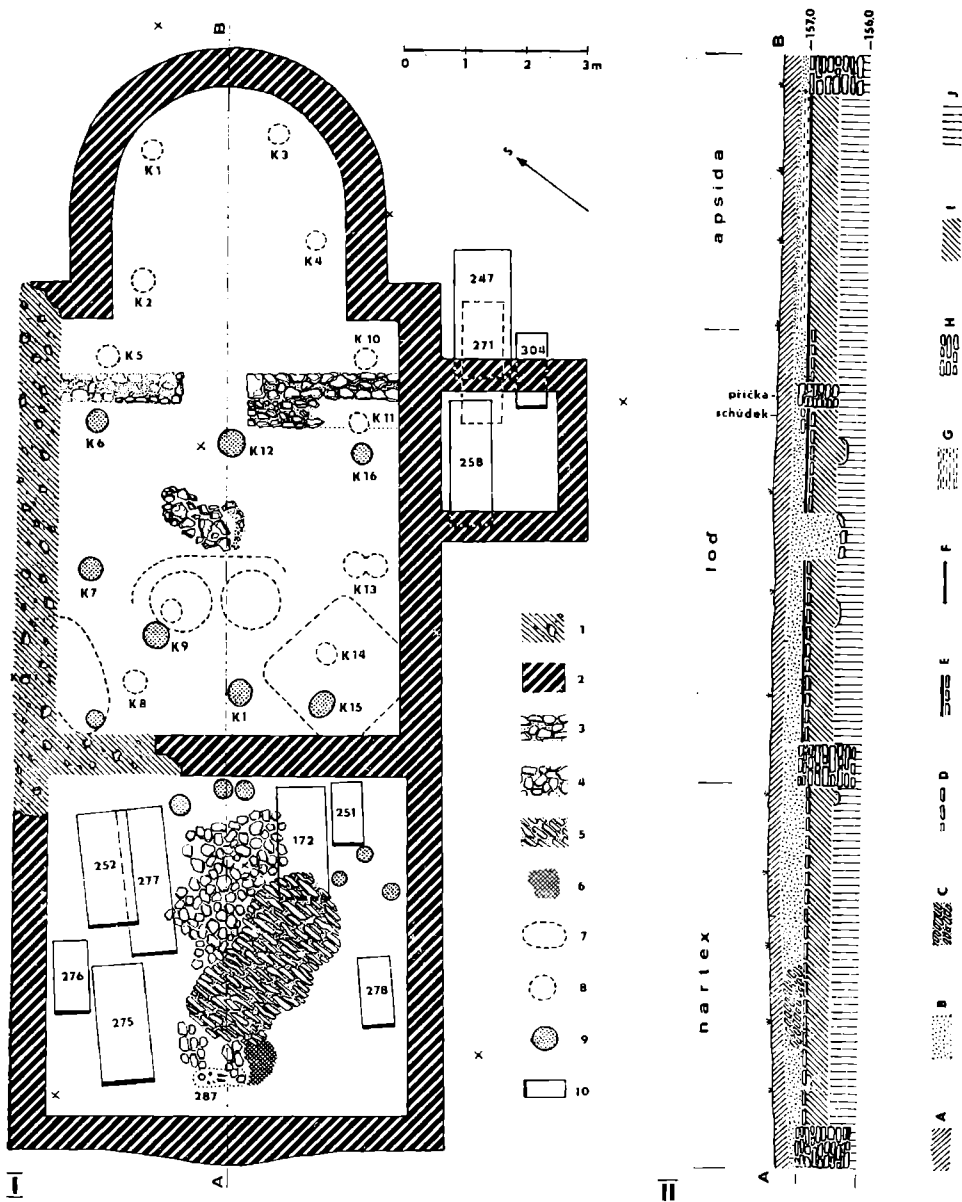 B
0 1 2 3 m
S
K1
K3
K4
K2
K5
K10
K6
K11
K12
K16
K7
K13
K9
K14
K8
K1
K15
247
271
304
258
252
277
172
251
276
275
278
287
1
2
3
4
5
6
7
8
9
10
A
I
B
157,0
156,0
apsida
příčka
schůdek
loď
nartex
A
II
A
B
C
D
E
F
G
H
I
J